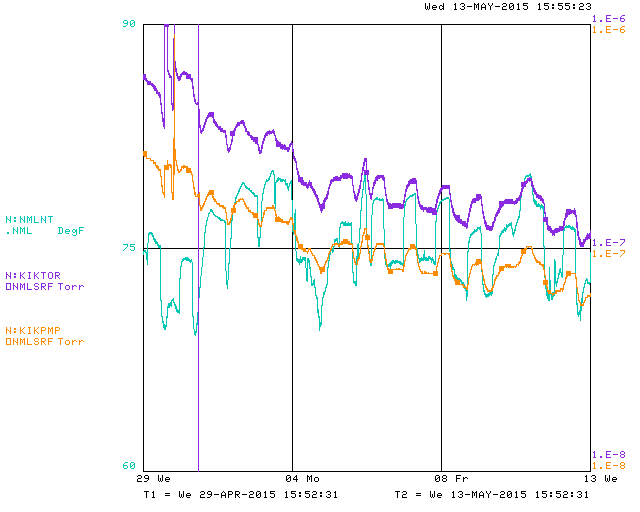 Wed 13-MAY-2015 15:55:23
90
1.E-6
1.E-6
N:NMLNT
.NML DegF
75
1.E-7
1.E-7
N:KIKTOR
@NMLSRF Torr
N:KIKPMP
@NMLSRF Torr
60
1.E-8
1.E-8
29 We
04 Mo
08 Fr
13 We
T1 = We 29-APR-2015 15:52:31
T2 = We 13-MAY-2015 15:52:31